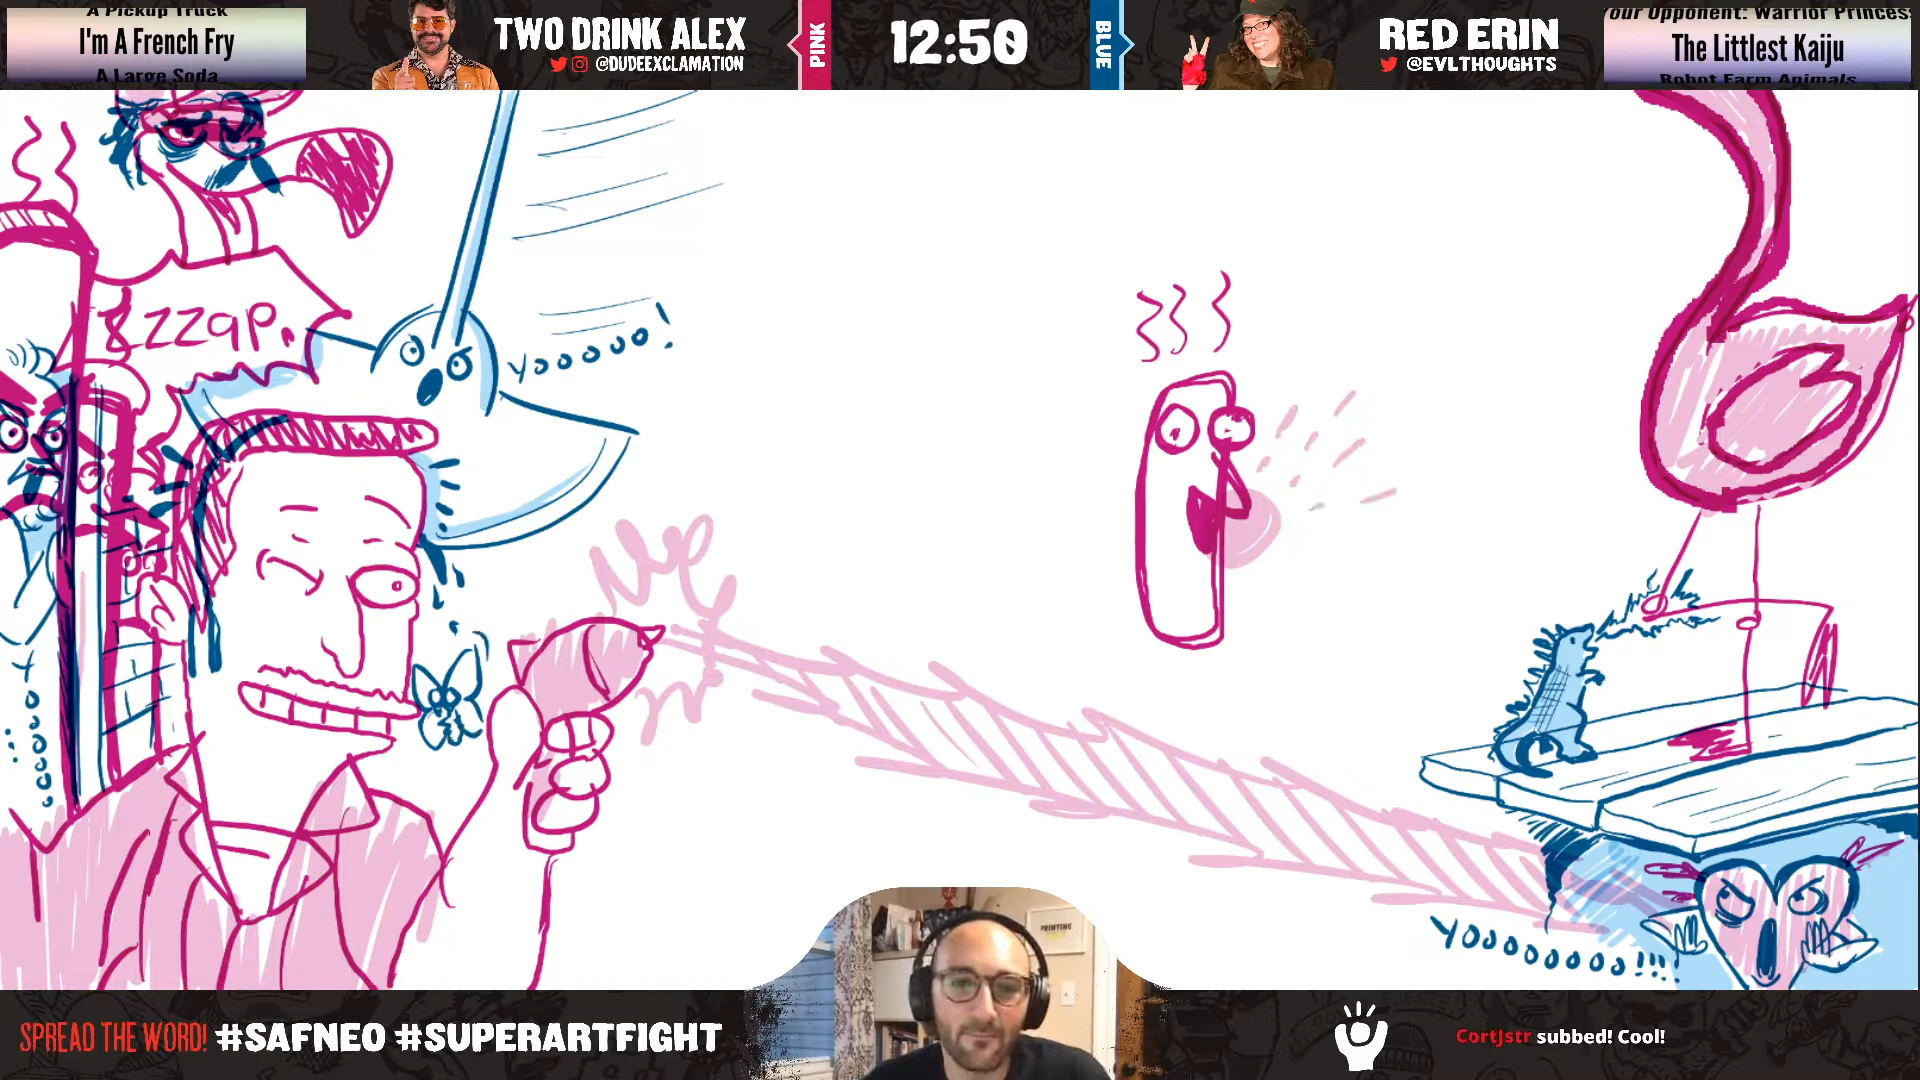 A Pickup Truck
I'm A French Fry
A Large Soda
TWO DRINK ALEX
@DUDEEXCLAMATION
PINK
12:50
BLUE
RED ERIN
@EVLTHOUGHTS
Your Opponent: Warrior Princess
The Littlest Kaiju
Robot Farm Animals
ZZZAP.
YOOOOO!
YOOOOOOOO!!!
PRINTING
SPREAD THE WORD! #SAFNEO #SUPERARTFIGHT
CortJstr subbed! Cool!